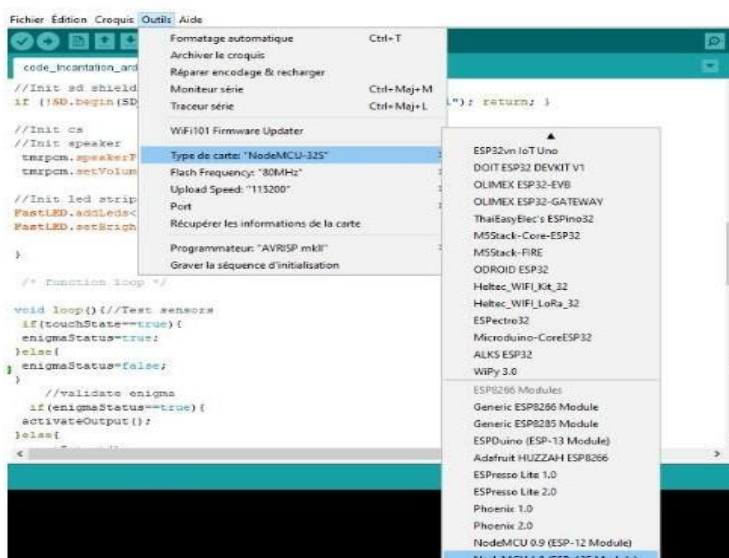 Fichier Édition Croquis Outils Aide
code_incantation_ard
//Init sd shield
if (!SD.begin(SD
"); return; }
//Init cs
//Init speaker
tmrpcm.speakerP
tmrpcm.setVolum
//Init led strip
FastLED.addLeds<
FastLED.setBrigh
}
/* function loop */
void loop(){//Test sensors
if(touchState==true){
enigmaStatus=true;
}else{
enigmaStatus=false;
}
//validate enigma
if(enigmaStatus==true){
activateOutput();
}else{
Formatage automatique Ctrl+T
Archiver le croquis
Réparer encodage & recharger
Moniteur série Ctrl+Maj+M
Traceur série Ctrl+Maj+L
WiFi101 Firmware Updater
Type de carte: "NodeMCU-32S"
Flash Frequency: "80MHz"
Upload Speed: "115200"
Port
Récupérer les informations de la carte
Programmateur: "AVRISP mkII"
Graver la séquence d'initialisation
ESP32vn IoT Uno
DOIT ESP32 DEVKIT V1
OLIMEX ESP32-EVB
OLIMEX ESP32-GATEWAY
ThaiEasyElec's ESPino32
M5Stack-Core-ESP32
M5Stack-FIRE
ODROID ESP32
Heltec_WIFI_Kit_32
Heltec_WIFI_LoRa_32
ESPectro32
Microduino-CoreESP32
ALKS ESP32
WiPy 3.0
ESP8266 Modules
Generic ESP8266 Module
Generic ESP8285 Module
ESPDuino (ESP-13 Module)
Adafruit HUZZAH ESP8266
ESPresso Lite 1.0
ESPresso Lite 2.0
Phoenix 1.0
Phoenix 2.0
NodeMCU 0.9 (ESP-12 Module)